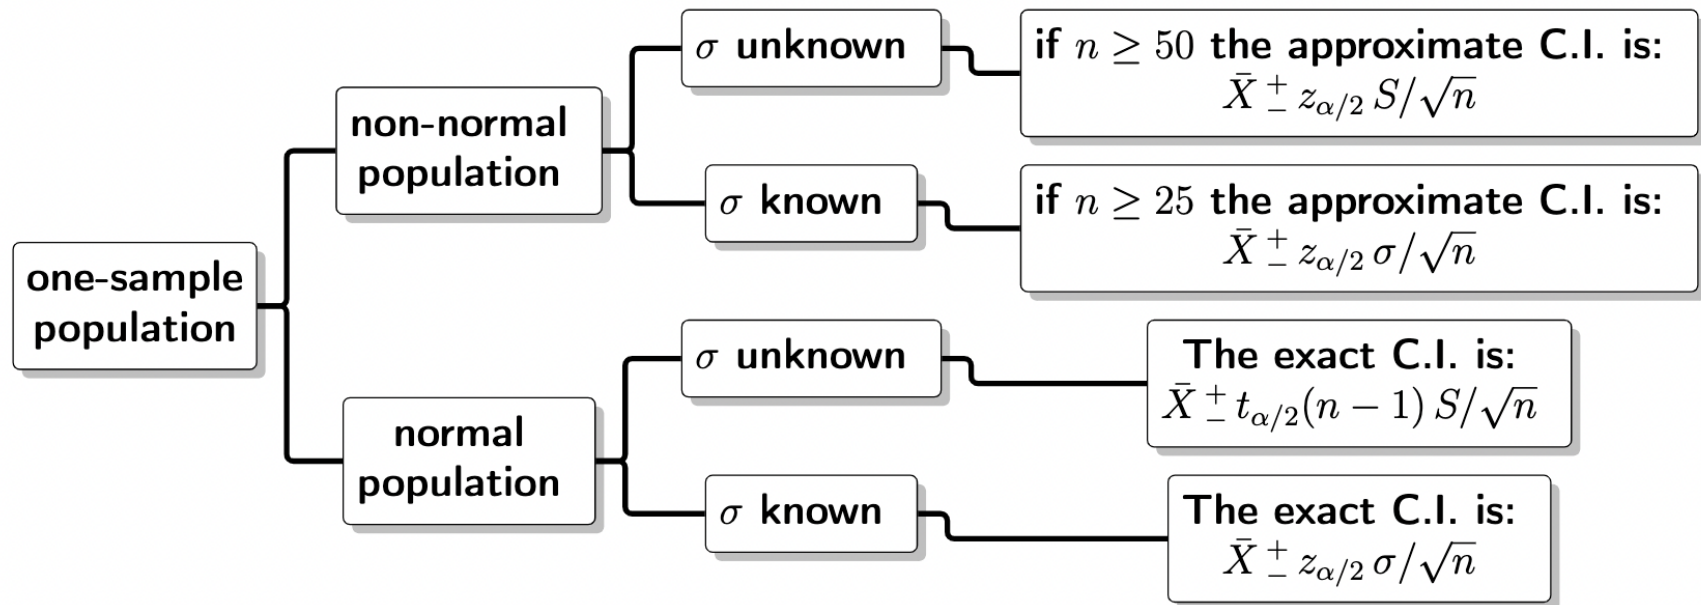 one-sample
population
non-normal
population
σ unknown
if n ≥ 50 the approximate C.I. is:
X̄ ± z_{α/2} S/√n
σ known
if n ≥ 25 the approximate C.I. is:
X̄ ± z_{α/2} σ/√n
normal
population
σ unknown
The exact C.I. is:
X̄ ± t_{α/2}(n − 1) S/√n
σ known
The exact C.I. is:
X̄ ± z_{α/2} σ/√n